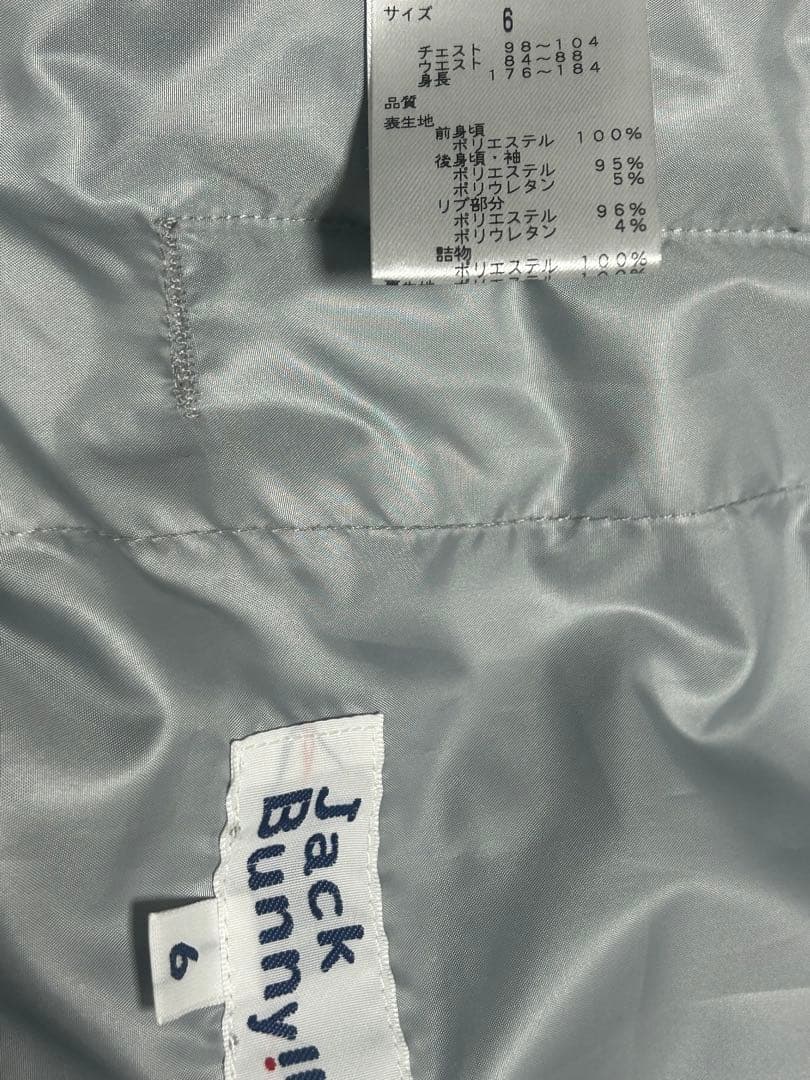 サイズ 6
チェスト 98～104
ウエスト 84～88
身長 176～184
品質
表生地
前身頃
ポリエステル 100%
後身頃・袖
ポリエステル 95%
ポリウレタン 5%
リブ部分
ポリエステル 96%
ポリウレタン 4%
詰物
ポリエステル 100%
Jack
Bunny!!
6